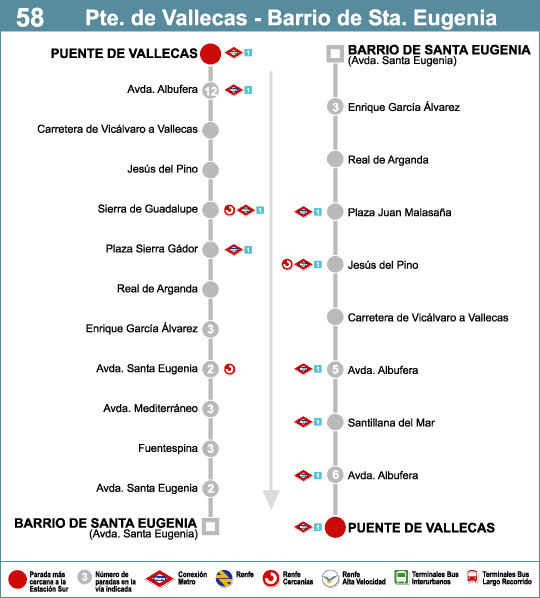 58 Pte. de Vallecas - Barrio de Sta. Eugenia
PUENTE DE VALLECAS 1
Avda. Albufera 12 1
Carretera de Vicálvaro a Vallecas
Jesús del Pino
Sierra de Guadalupe 1
Plaza Sierra Gádor 1
Real de Arganda
Enrique García Álvarez 3
Avda. Santa Eugenia 2
Avda. Mediterráneo 3
Fuentespina 3
Avda. Santa Eugenia 2
BARRIO DE SANTA EUGENIA
(Avda. Santa Eugenia)
BARRIO DE SANTA EUGENIA
(Avda. Santa Eugenia)
3 Enrique García Álvarez
Real de Arganda
1 Plaza Juan Malasaña
1 Jesús del Pino
Carretera de Vicálvaro a Vallecas
1 5 Avda. Albufera
1 Santillana del Mar
1 6 Avda. Albufera
1 PUENTE DE VALLECAS
Parada más
cercana a la
Estación Sur
3
Número de
paradas en la
vía indicada
Metro
Conexión
Metro
Renfe
Renfe
Cercanías
Renfe
Alta Velocidad
Terminales Bus
Interurbanos
Terminales Bus
Largo Recorrido